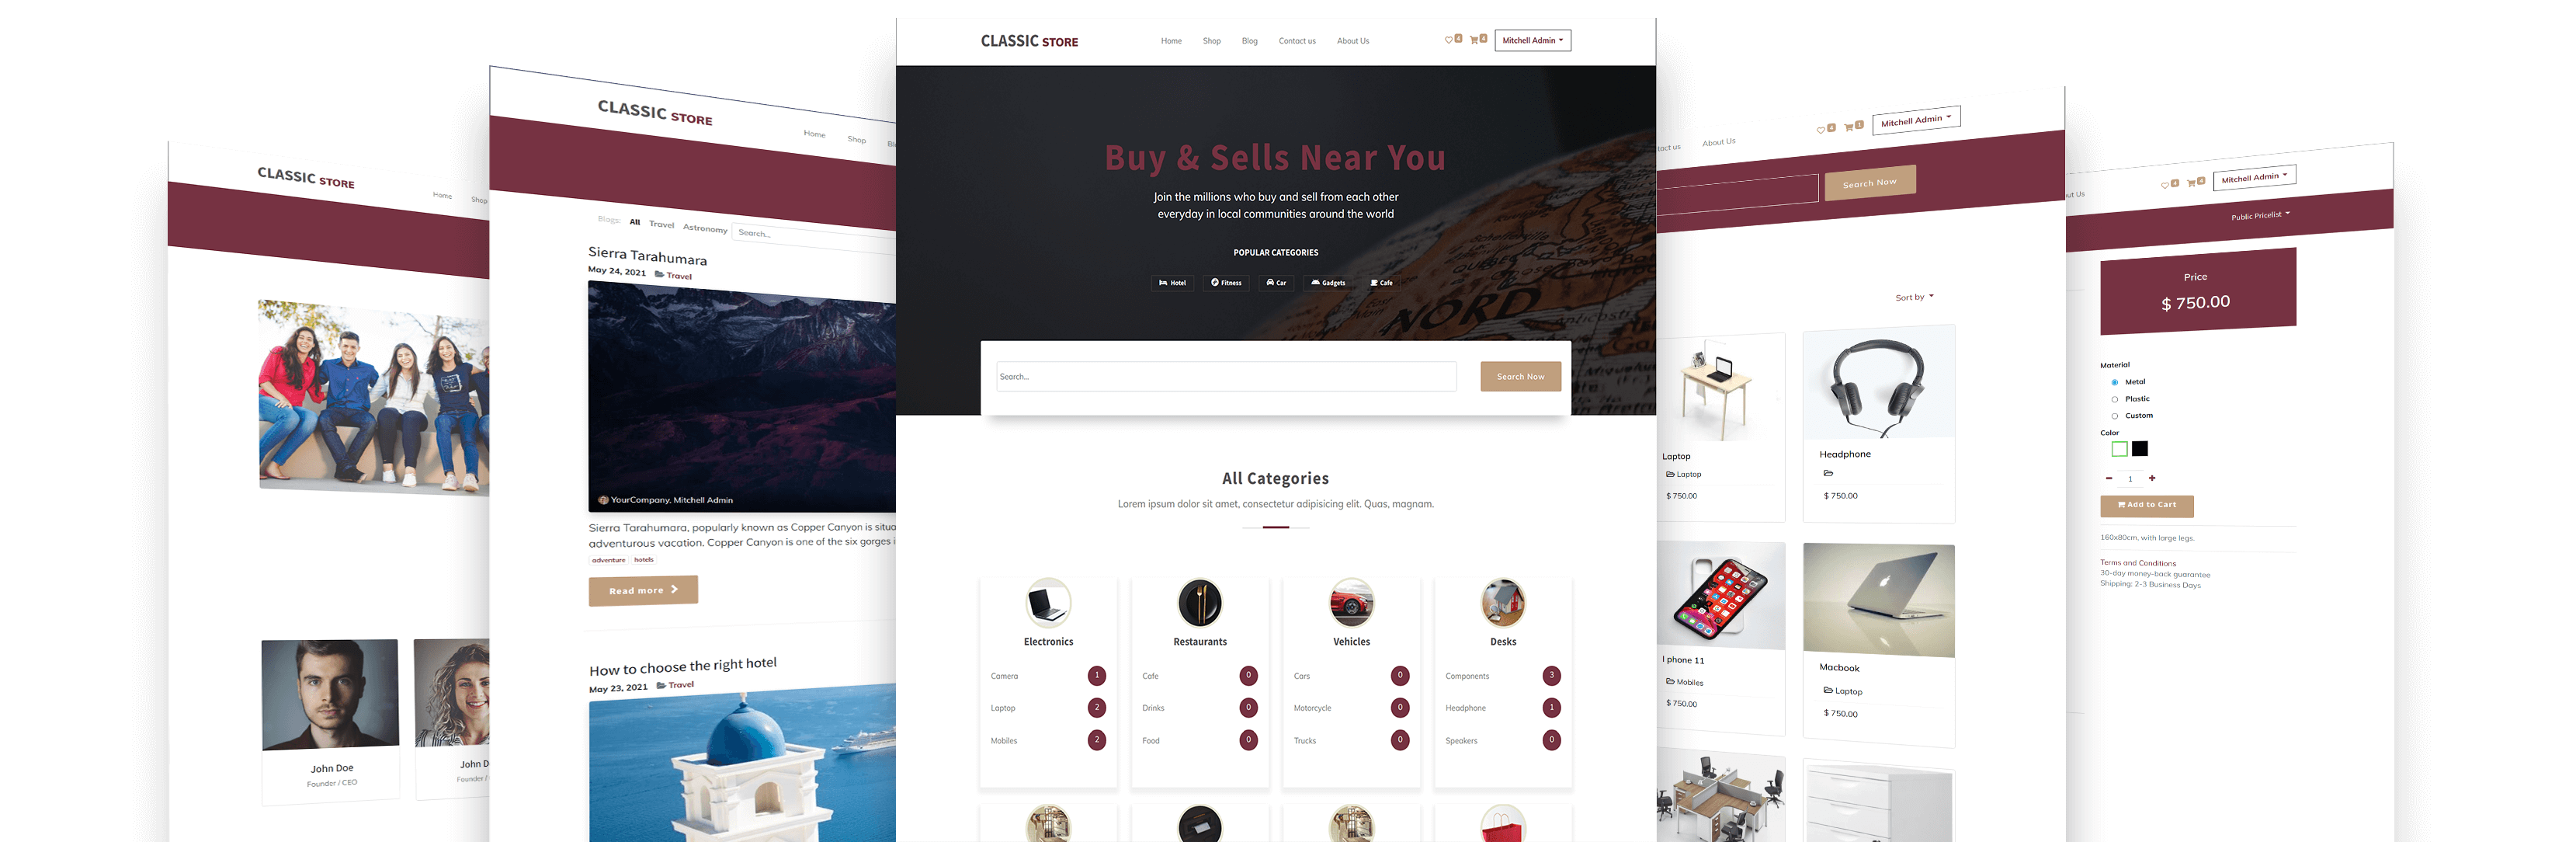 CLASSIC STORE
Home Shop
John Doe
Founder / CEO
John D
Founder /
CLASSIC STORE
Home Shop Bl
Blogs: All Travel Astronomy Search...
Sierra Tarahumara
May 24, 2021 Travel
YourCompany, Mitchell Admin
Sierra Tarahumara, popularly known as Copper Canyon is situa
adventurous vacation. Copper Canyon is one of the six gorges i
adventure hotels
Read more
How to choose the right hotel
May 23, 2021 Travel
CLASSIC STORE
Home Shop Blog Contact us About Us
4 4 Mitchell Admin
Buy & Sells Near You
Join the millions who buy and sell from each other
everyday in local communities around the world
POPULAR CATEGORIES
Hotel Fitness Car Gadgets Cafe
QUEBEC
NORD
Search... Search Now
All Categories
Lorem ipsum dolor sit amet, consectetur adipisicing elit. Quas, magnam.
Electronics
Camera 1
Laptop 2
Mobiles 2
Restaurants
Cafe 0
Drinks 0
Food 0
Vehicles
Cars 0
Motorcycle 0
Trucks 0
Desks
Components 3
Headphone 1
Speakers 0
tact us About Us
4 1 Mitchell Admin
Search Now
Sort by
Laptop
Laptop
$ 750.00
Headphone
$ 750.00
I phone 11
Mobiles
$ 750.00
Macbook
Laptop
$ 750.00
ut Us
4 4 Mitchell Admin
Public Pricelist
Price
$ 750.00
Material
Metal
Plastic
Custom
Color
- 1 +
Add to Cart
160x80cm, with large legs.
Terms and Conditions
30-day money-back guarantee
Shipping: 2-3 Business Days